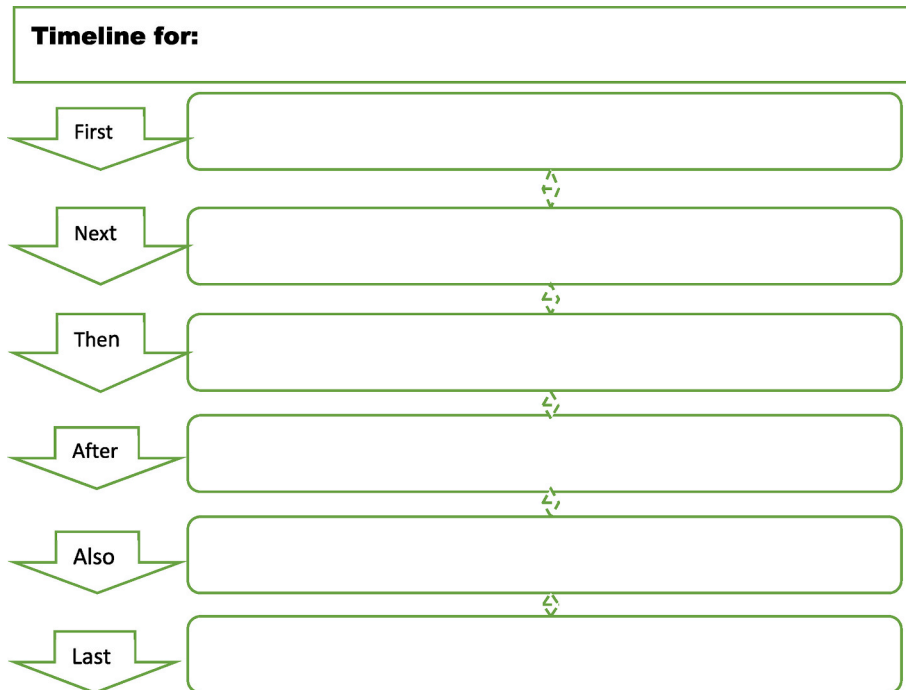 Timeline for:
First
Next
Then
After
Also
Last